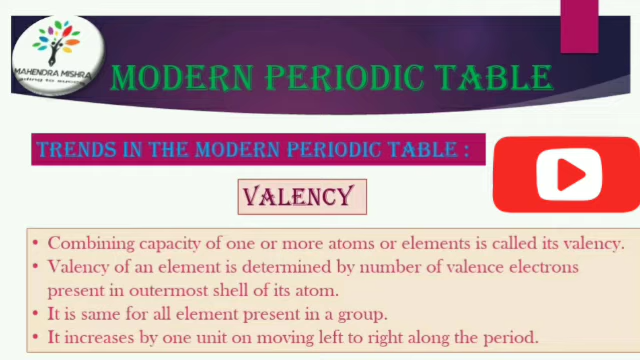 MAHENDRA MISHRA
MODERN PERIODIC TABLE
TRENDS IN THE MODERN PERIODIC TABLE :
VALENCY
• Combining capacity of one or more atoms or elements is called its valency.
• Valency of an element is determined by number of valence electrons
present in outermost shell of its atom.
• It is same for all element present in a group.
• It increases by one unit on moving left to right along the period.